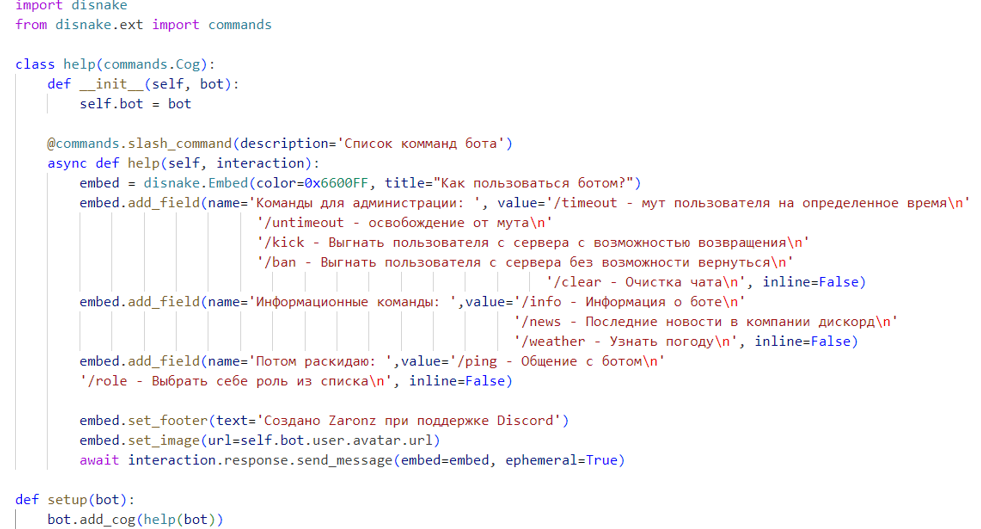 import disnake
from disnake.ext import commands
class help(commands.Cog):
def __init__(self, bot):
self.bot = bot
@commands.slash_command(description='Список комманд бота')
async def help(self, interaction):
embed = disnake.Embed(color=0x6600FF, title="Как пользоваться ботом?")
embed.add_field(name='Команды для администрации: ', value='/timeout - мут пользователя на определенное время\n'
'/untimeout - освобождение от мута\n'
'/kick - Выгнать пользователя с сервера с возможностью возвращения\n'
'/ban - Выгнать пользователя с сервера без возможности вернуться\n'
'/clear - Очистка чата\n', inline=False)
embed.add_field(name='Информационные команды: ',value='/info - Информация о боте\n'
'/news - Последние новости в компании дискорд\n'
'/weather - Узнать погоду\n', inline=False)
embed.add_field(name='Потом раскидаю: ',value='/ping - Общение с ботом\n'
'/role - Выбрать себе роль из списка\n', inline=False)
embed.set_footer(text='Создано Zaronz при поддержке Discord')
embed.set_image(url=self.bot.user.avatar.url)
await interaction.response.send_message(embed=embed, ephemeral=True)
def setup(bot):
bot.add_cog(help(bot))